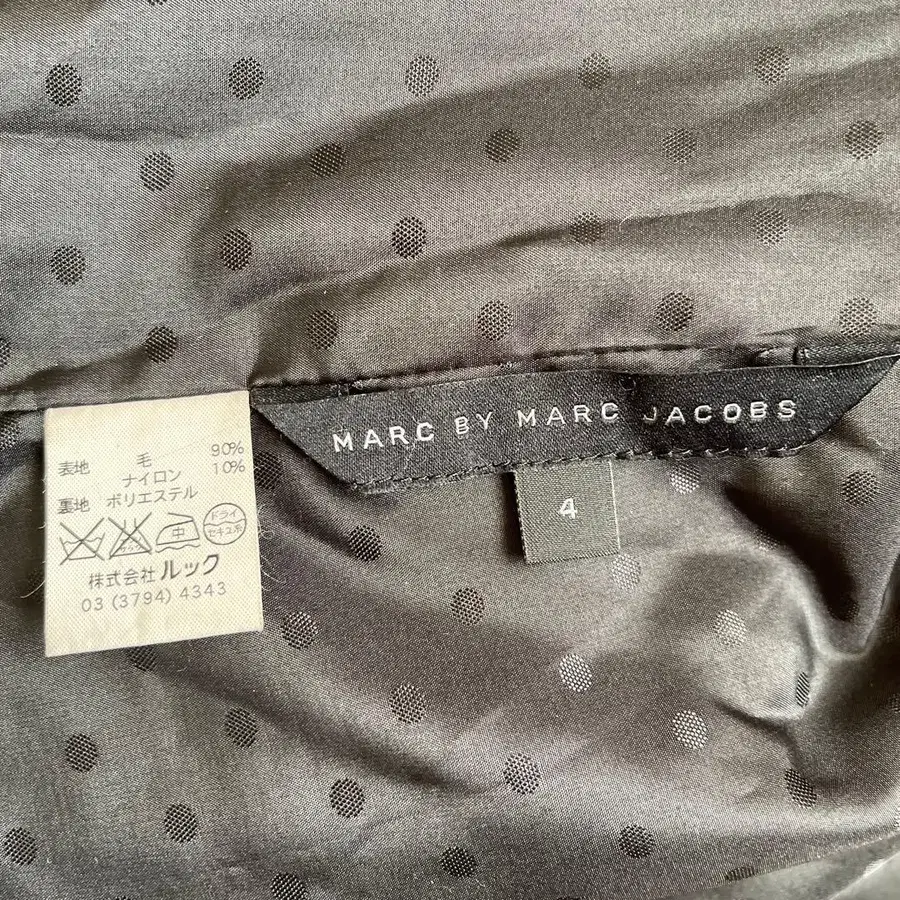 MARC BY MARC JACOBS
4
表地 毛 90%
ナイロン 10%
裏地 ポリエステル
中 ドライ
セキユ系
株式会社 ルック
03 (3794) 4343